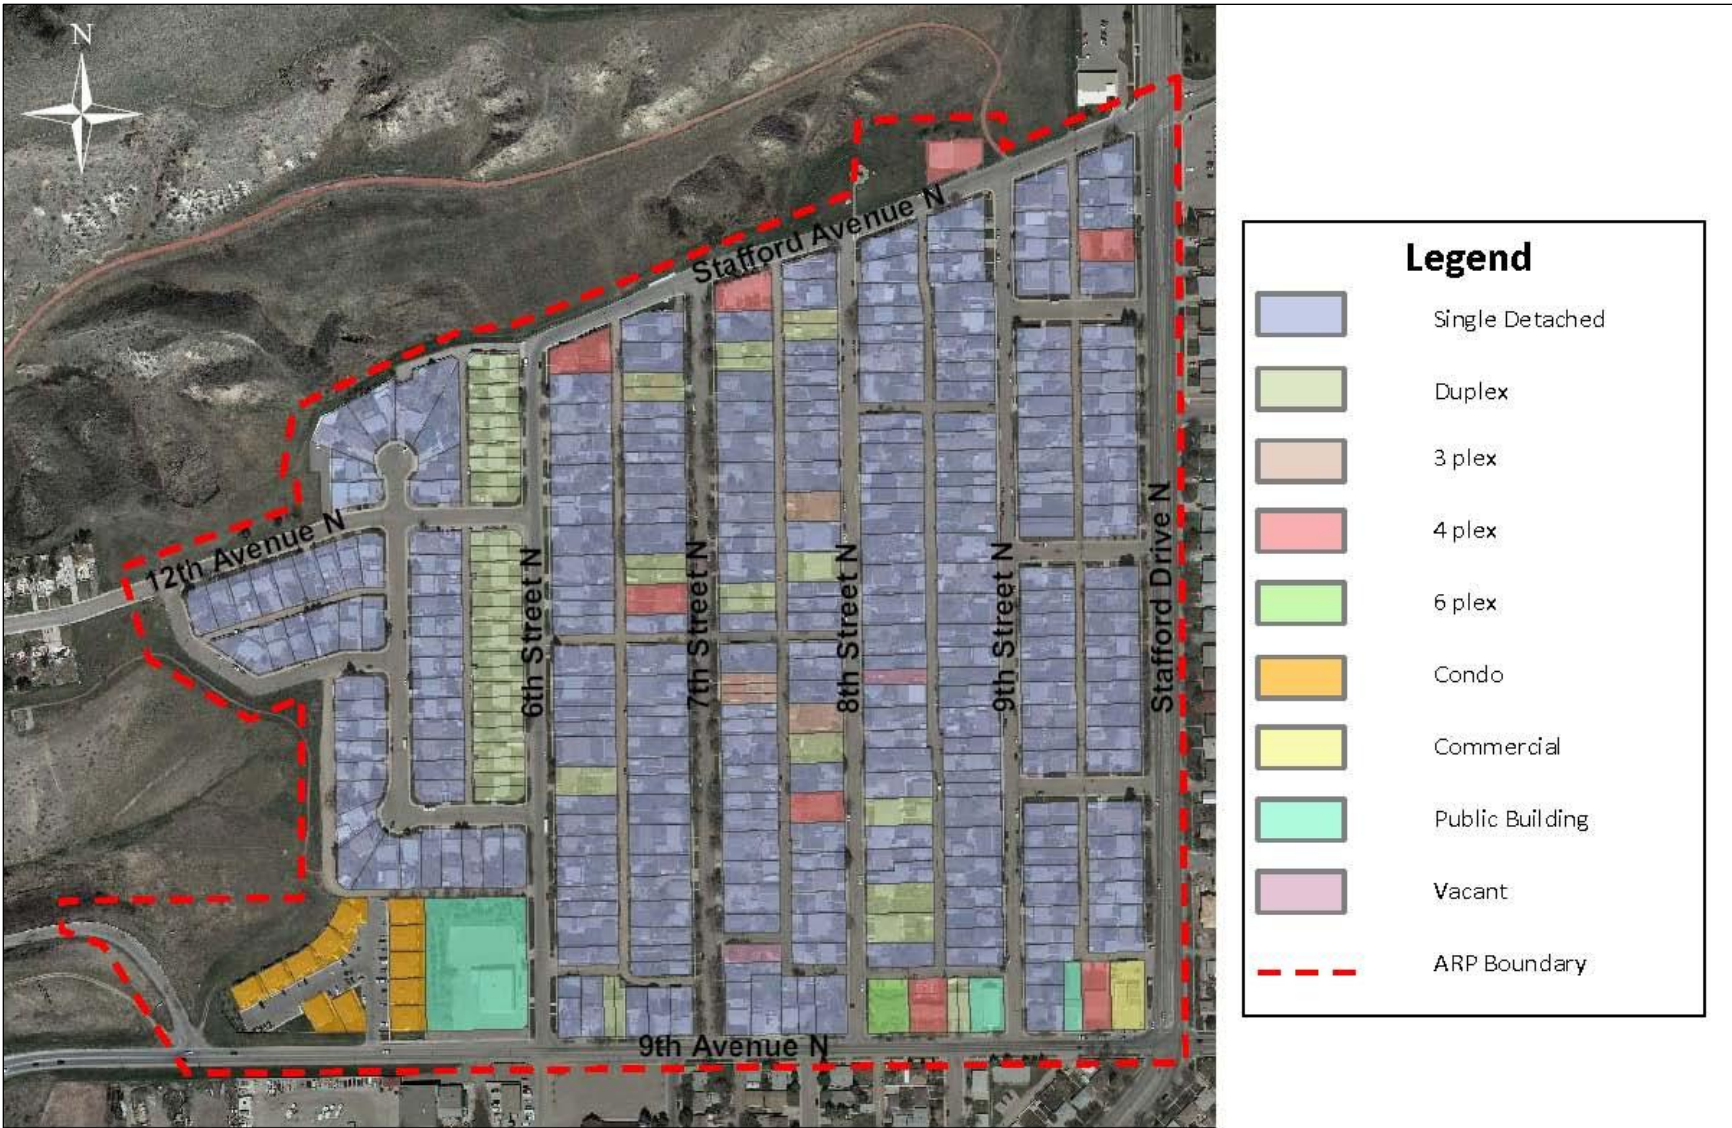 N
Stafford Avenue N
12th Avenue N
6th Street N
7th Street N
8th Street N
9th Street N
Stafford Drive N
9th Avenue N
Legend
Single Detached
Duplex
3 plex
4 plex
6 plex
Condo
Commercial
Public Building
Vacant
ARP Boundary